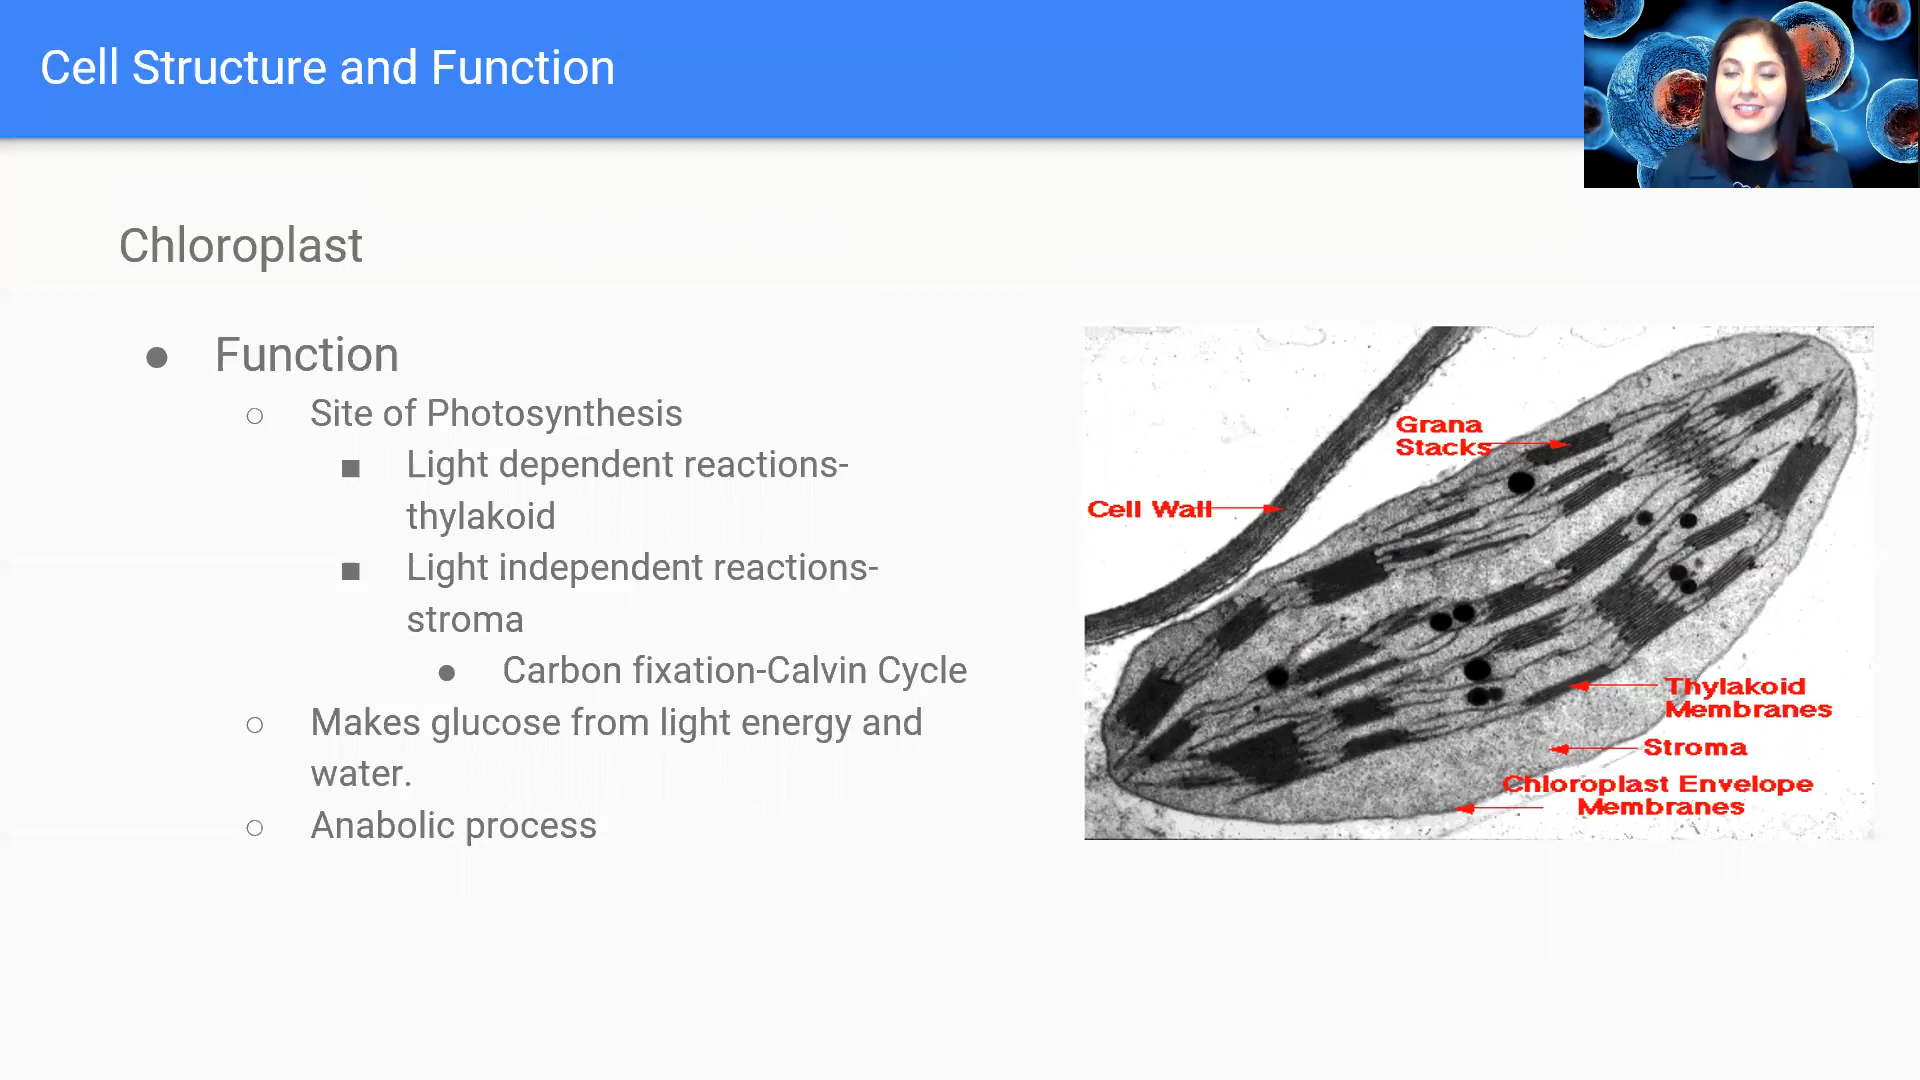 Cell Structure and Function
Chloroplast
● Function
○ Site of Photosynthesis
■ Light dependent reactions-
thylakoid
■ Light independent reactions-
stroma
● Carbon fixation-Calvin Cycle
○ Makes glucose from light energy and
water.
○ Anabolic process
Grana
Stacks
Cell Wall
Thylakoid
Membranes
Stroma
Chloroplast Envelope
Membranes